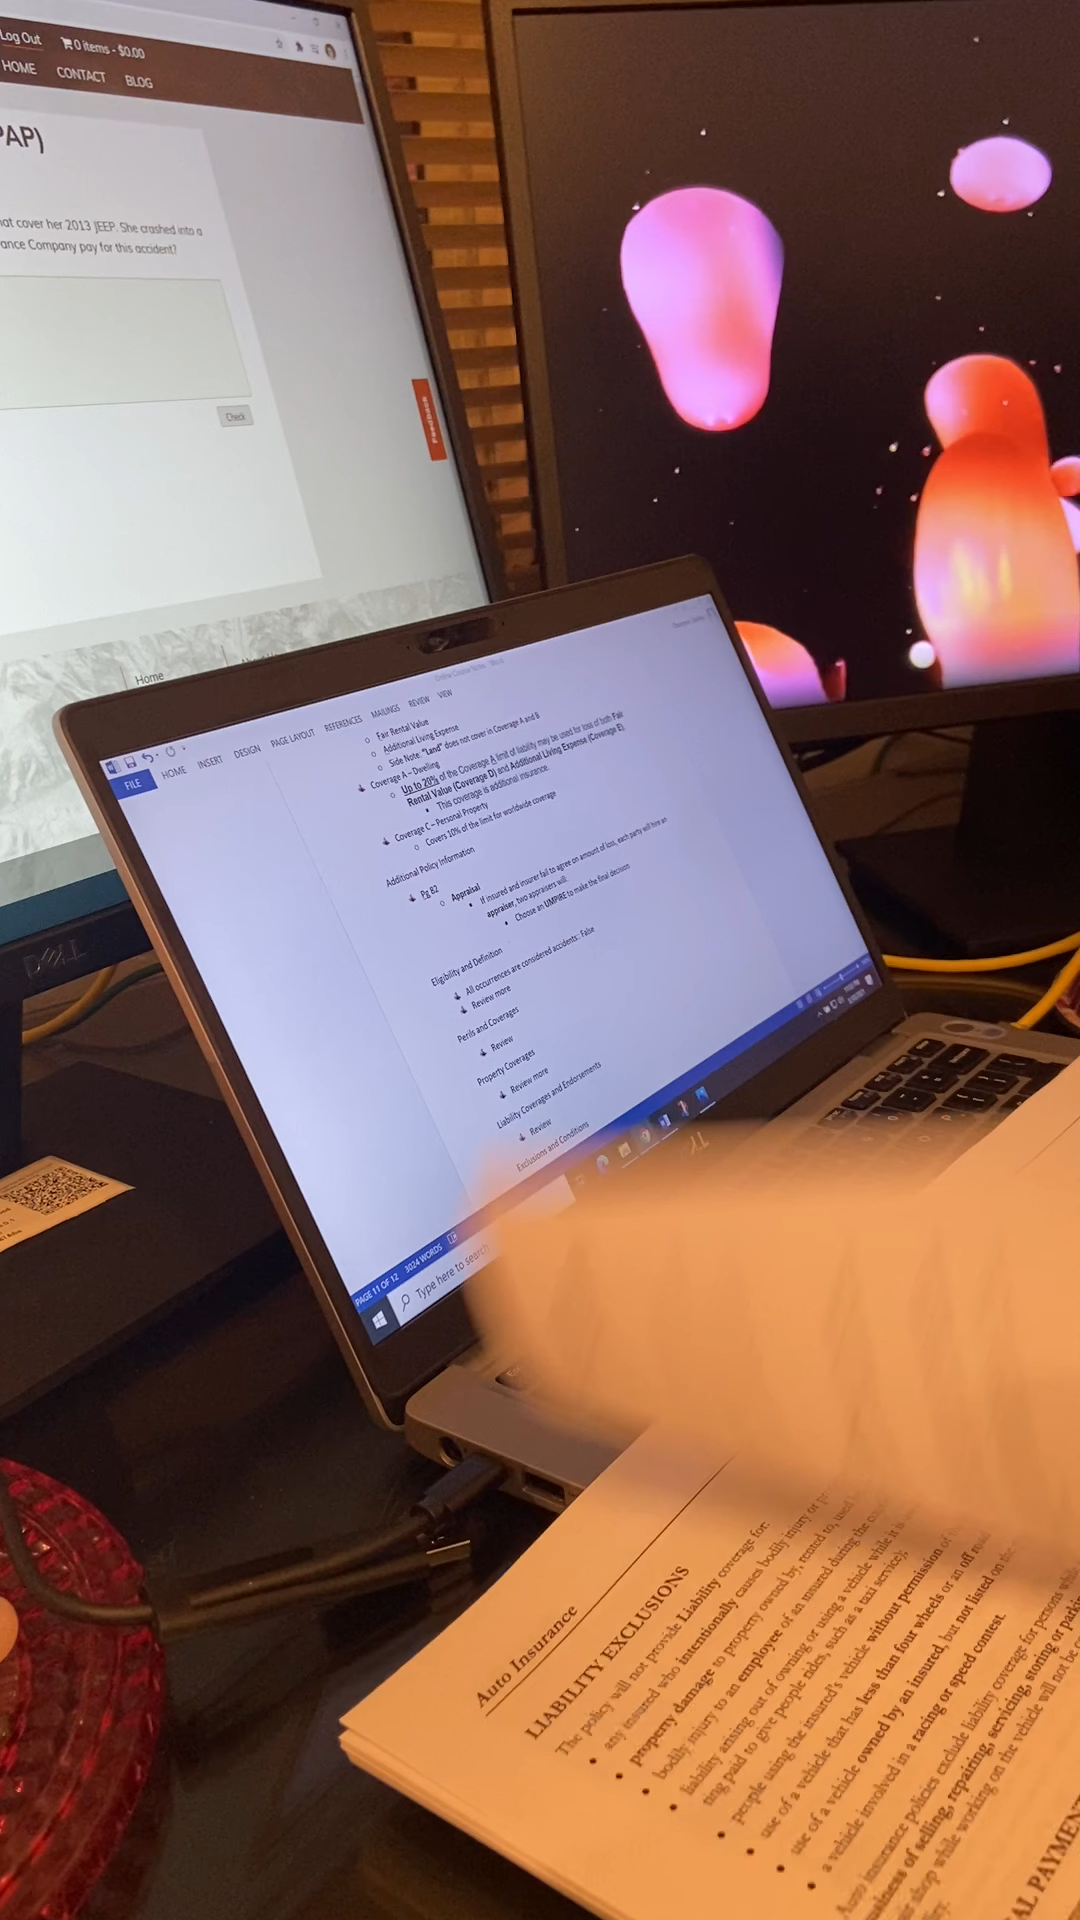 Log Out 0 items - $0.00
HOME CONTACT BLOG
PAP)
hat cover her 2013 JEEP. She crashed into a
rance Company pay for this accident?
Check
Feedback
Home
DELL
FILE HOME INSERT DESIGN PAGE LAYOUT REFERENCES MAILINGS REVIEW VIEW
Fair Rental Value
Additional Living Expense
Side Note: "Land" does not cover in Coverage A and B
Coverage A – Dwelling
Up to 20% of the Coverage A limit of liability may be used for loss of both Fair
Rental Value (Coverage D) and Additional Living Expense (Coverage E).
This coverage is additional insurance.
Coverage C – Personal Property
Covers 10% of the limit for worldwide coverage
Additional Policy Information
Pg 82
Appraisal
If insured and insurer fail to agree on amount of loss, each party will hire an
appraiser, two appraisers will:
Choose an UMPIRE to make the final decision
Eligibility and Definition
All occurrences are considered accidents: False
Review more
Perils and Coverages
Review
Property Coverages
Review more
Liability Coverages and Endorsements
Review
Exclusions and Conditions
PAGE 11 OF 12 3024 WORDS
Type here to search
Auto Insurance
LIABILITY EXCLUSIONS
The policy will not provide Liability coverage for:
• any insured who intentionally causes bodily injury or
• property damage to property owned by, rented to, used
• bodily injury to an employee of an insured during the
• liability arising out of owning or using a vehicle while it is
ing paid to give people rides, such as a taxi service);
• people using the insured's vehicle without permission of
• use of a vehicle that has less than four wheels or an off
• use of a vehicle owned by an insured, but not listed on
• a vehicle involved in a racing or speed contest.
Auto insurance policies exclude liability coverage for persons
business of selling, repairing, servicing, storing or
shop while working on the vehicle will not be